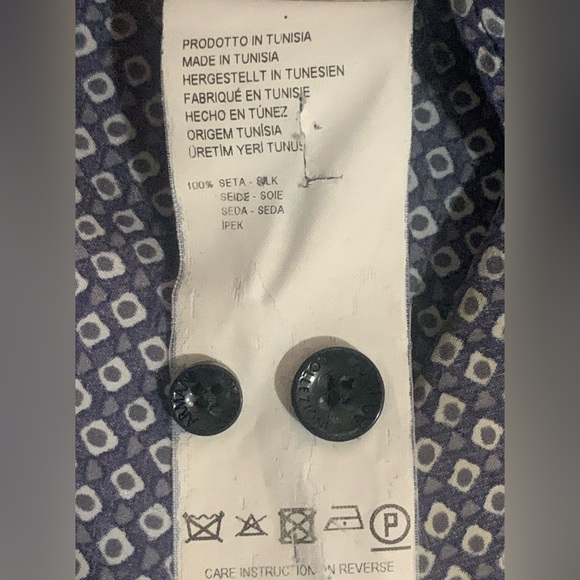 PRODOTTO IN TUNISIA
MADE IN TUNISIA
HERGESTELLT IN TUNESIEN
FABRIQUÉ EN TUNISIE
HECHO EN TÚNEZ
ORIGEM TUNÍSIA
ÜRETİM YERİ TUNUS
100% SETA - SILK
SEIDE - SOIE
SEDA - SEDA
İPEK
P
CARE INSTRUCTION IN REVERSE